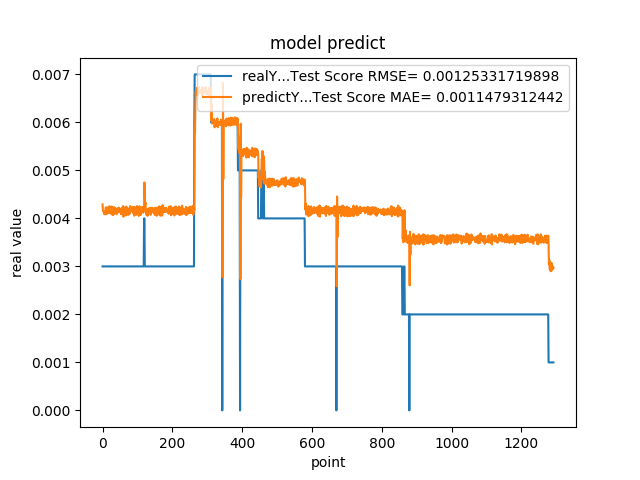 model predict
realY...Test Score RMSE= 0.00125331719898
predictY...Test Score MAE= 0.0011479312442
real value
0.007
0.006
0.005
0.004
0.003
0.002
0.001
0.000
0 200 400 600 800 1000 1200
point